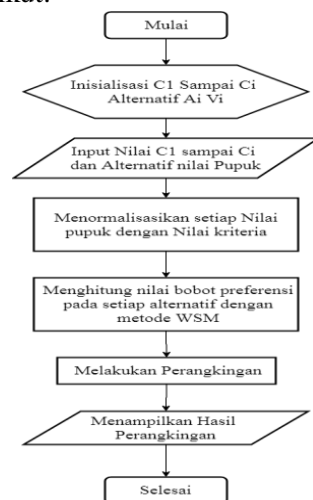 Mulai
Inisialisasi C1 Sampai Ci
Alternatif Ai Vi
Input Nilai C1 sampai Ci
dan Alternatif nilai Pupuk
Menormalisasikan setiap Nilai
pupuk dengan Nilai kriteria
Menghitung nilai bobot preferensi
pada setiap alternatif dengan
metode WSM
Melakukan Perangkingan
Menampilkan Hasil
Perangkingan
Selesai